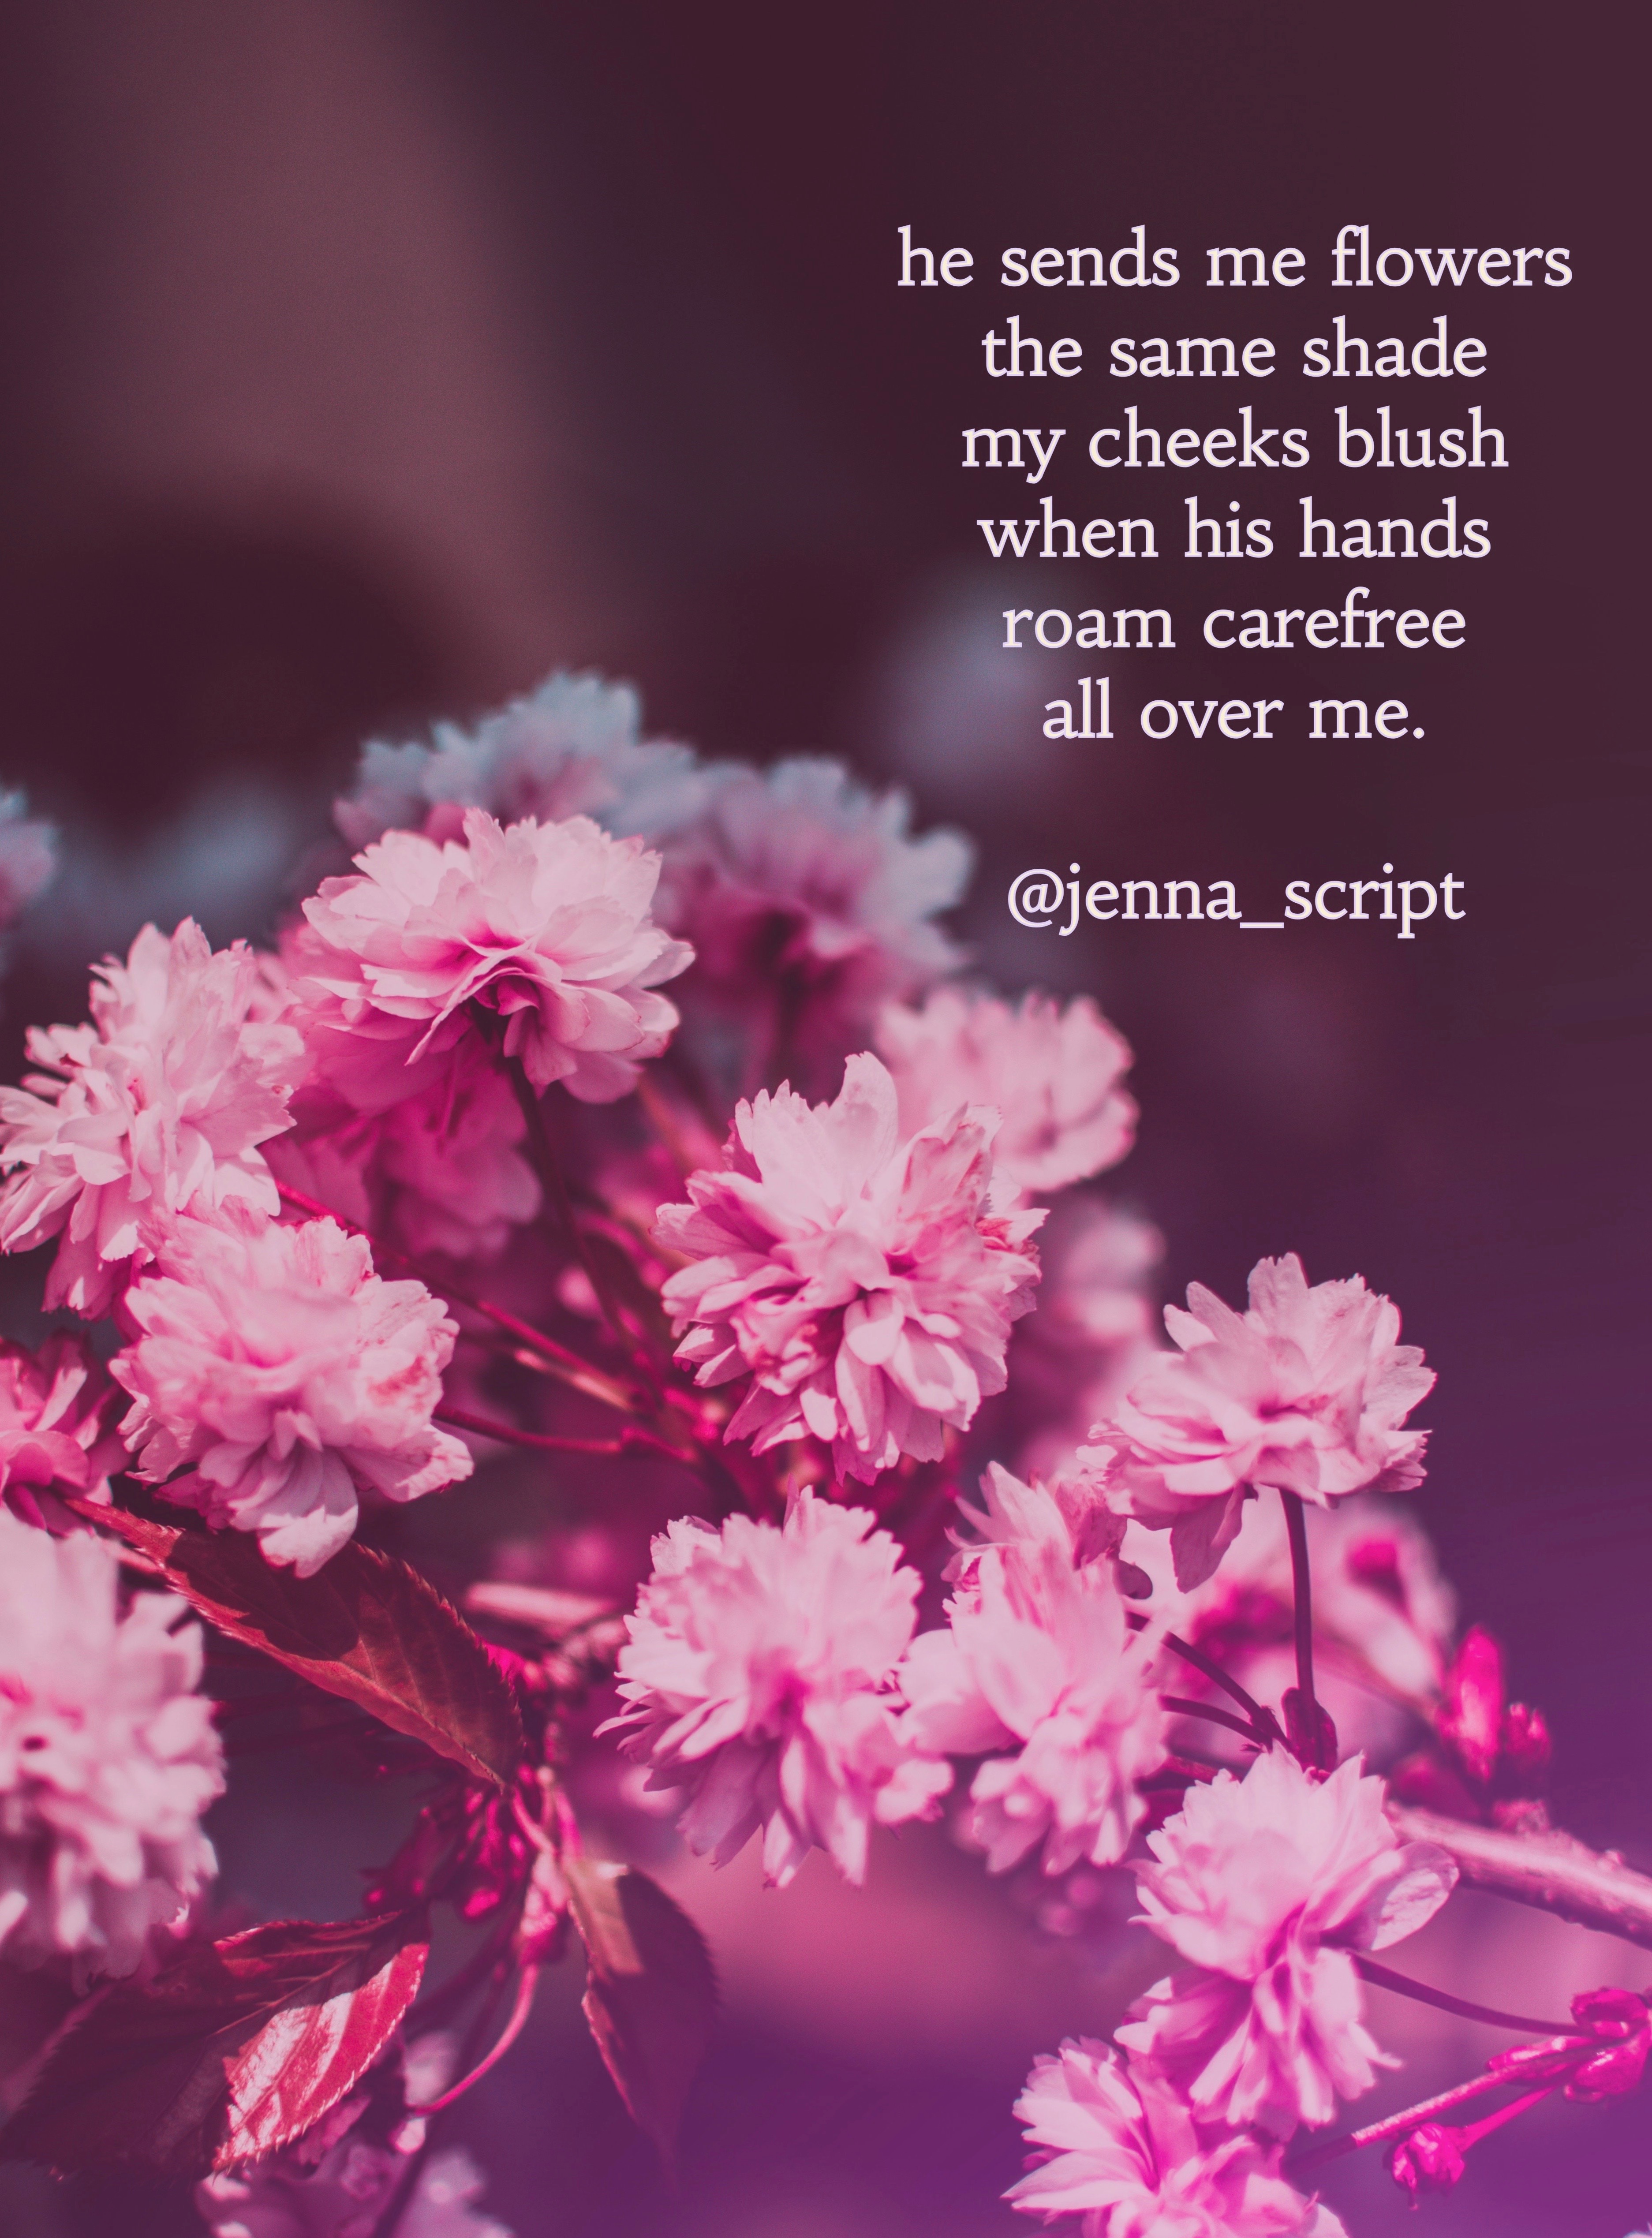 he sends me flowers
the same shade
my cheeks blush
when his hands
roam carefree
all over me.
@jenna_script